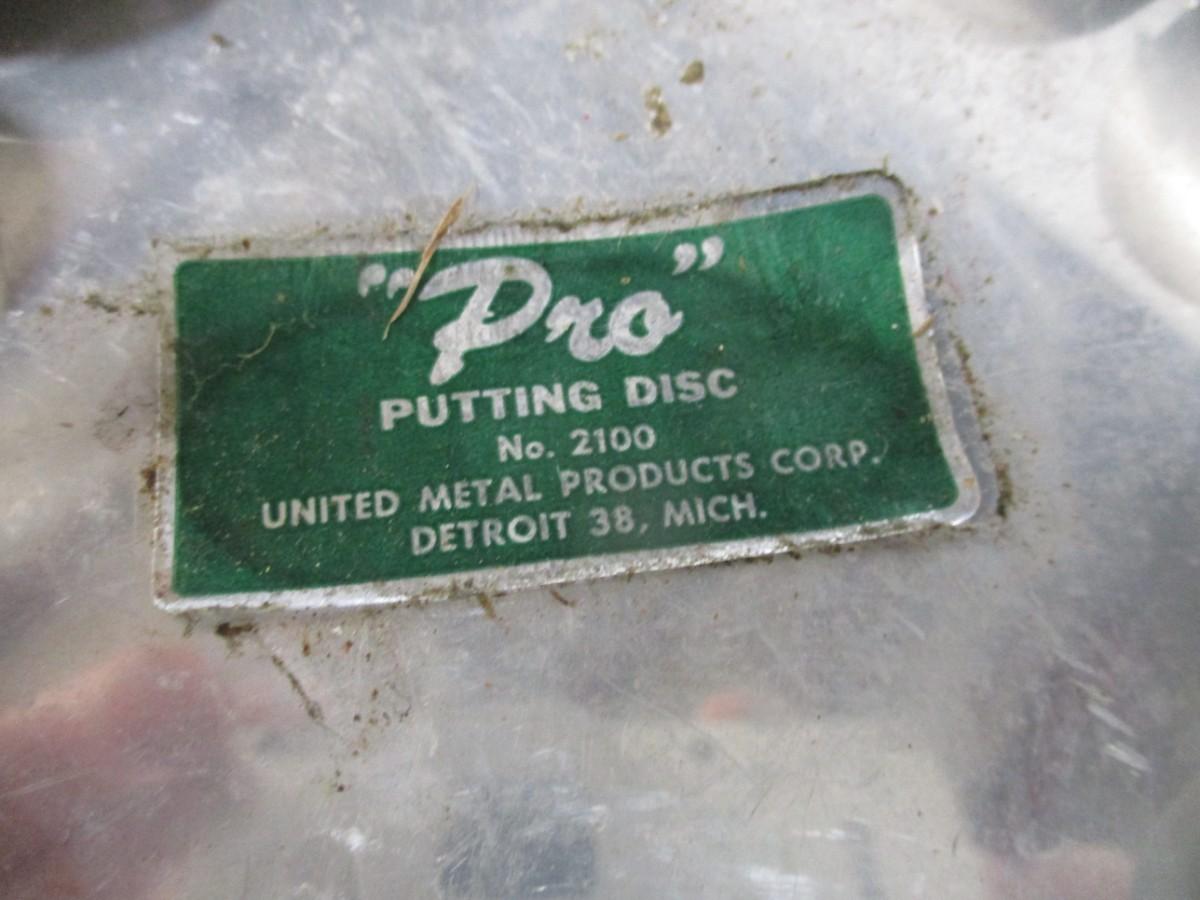 "Pro"
PUTTING DISC
No. 2100
UNITED METAL PRODUCTS CORP.
DETROIT 38, MICH.